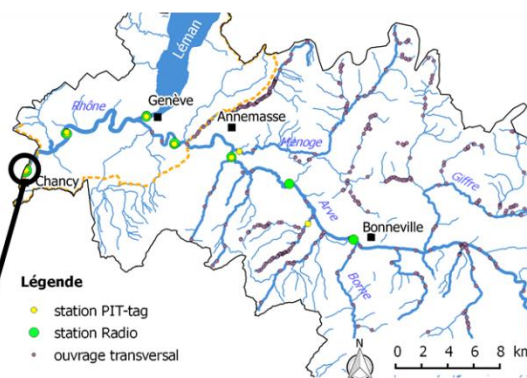 Léman
Rhône
Genève
Annemasse
Menoge
Chancy
Giffre
Arve
Bonneville
Borne
Légende
station PIT-tag
station Radio
ouvrage transversal
N
0 2 4 6 8 km